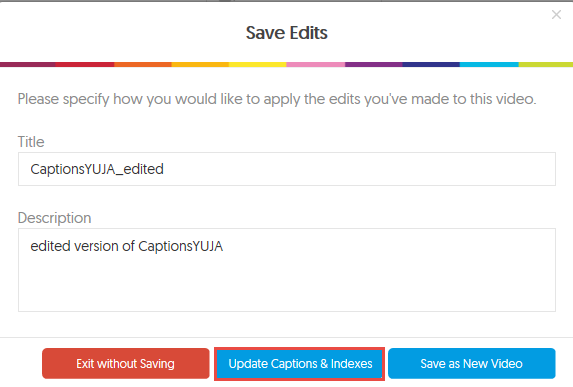 Save Edits
Please specify how you would like to apply the edits you've made to this video.
Title
CaptionsYUJA_edited
Description
edited version of CaptionsYUJA
Exit without Saving
Update Captions & Indexes
Save as New Video